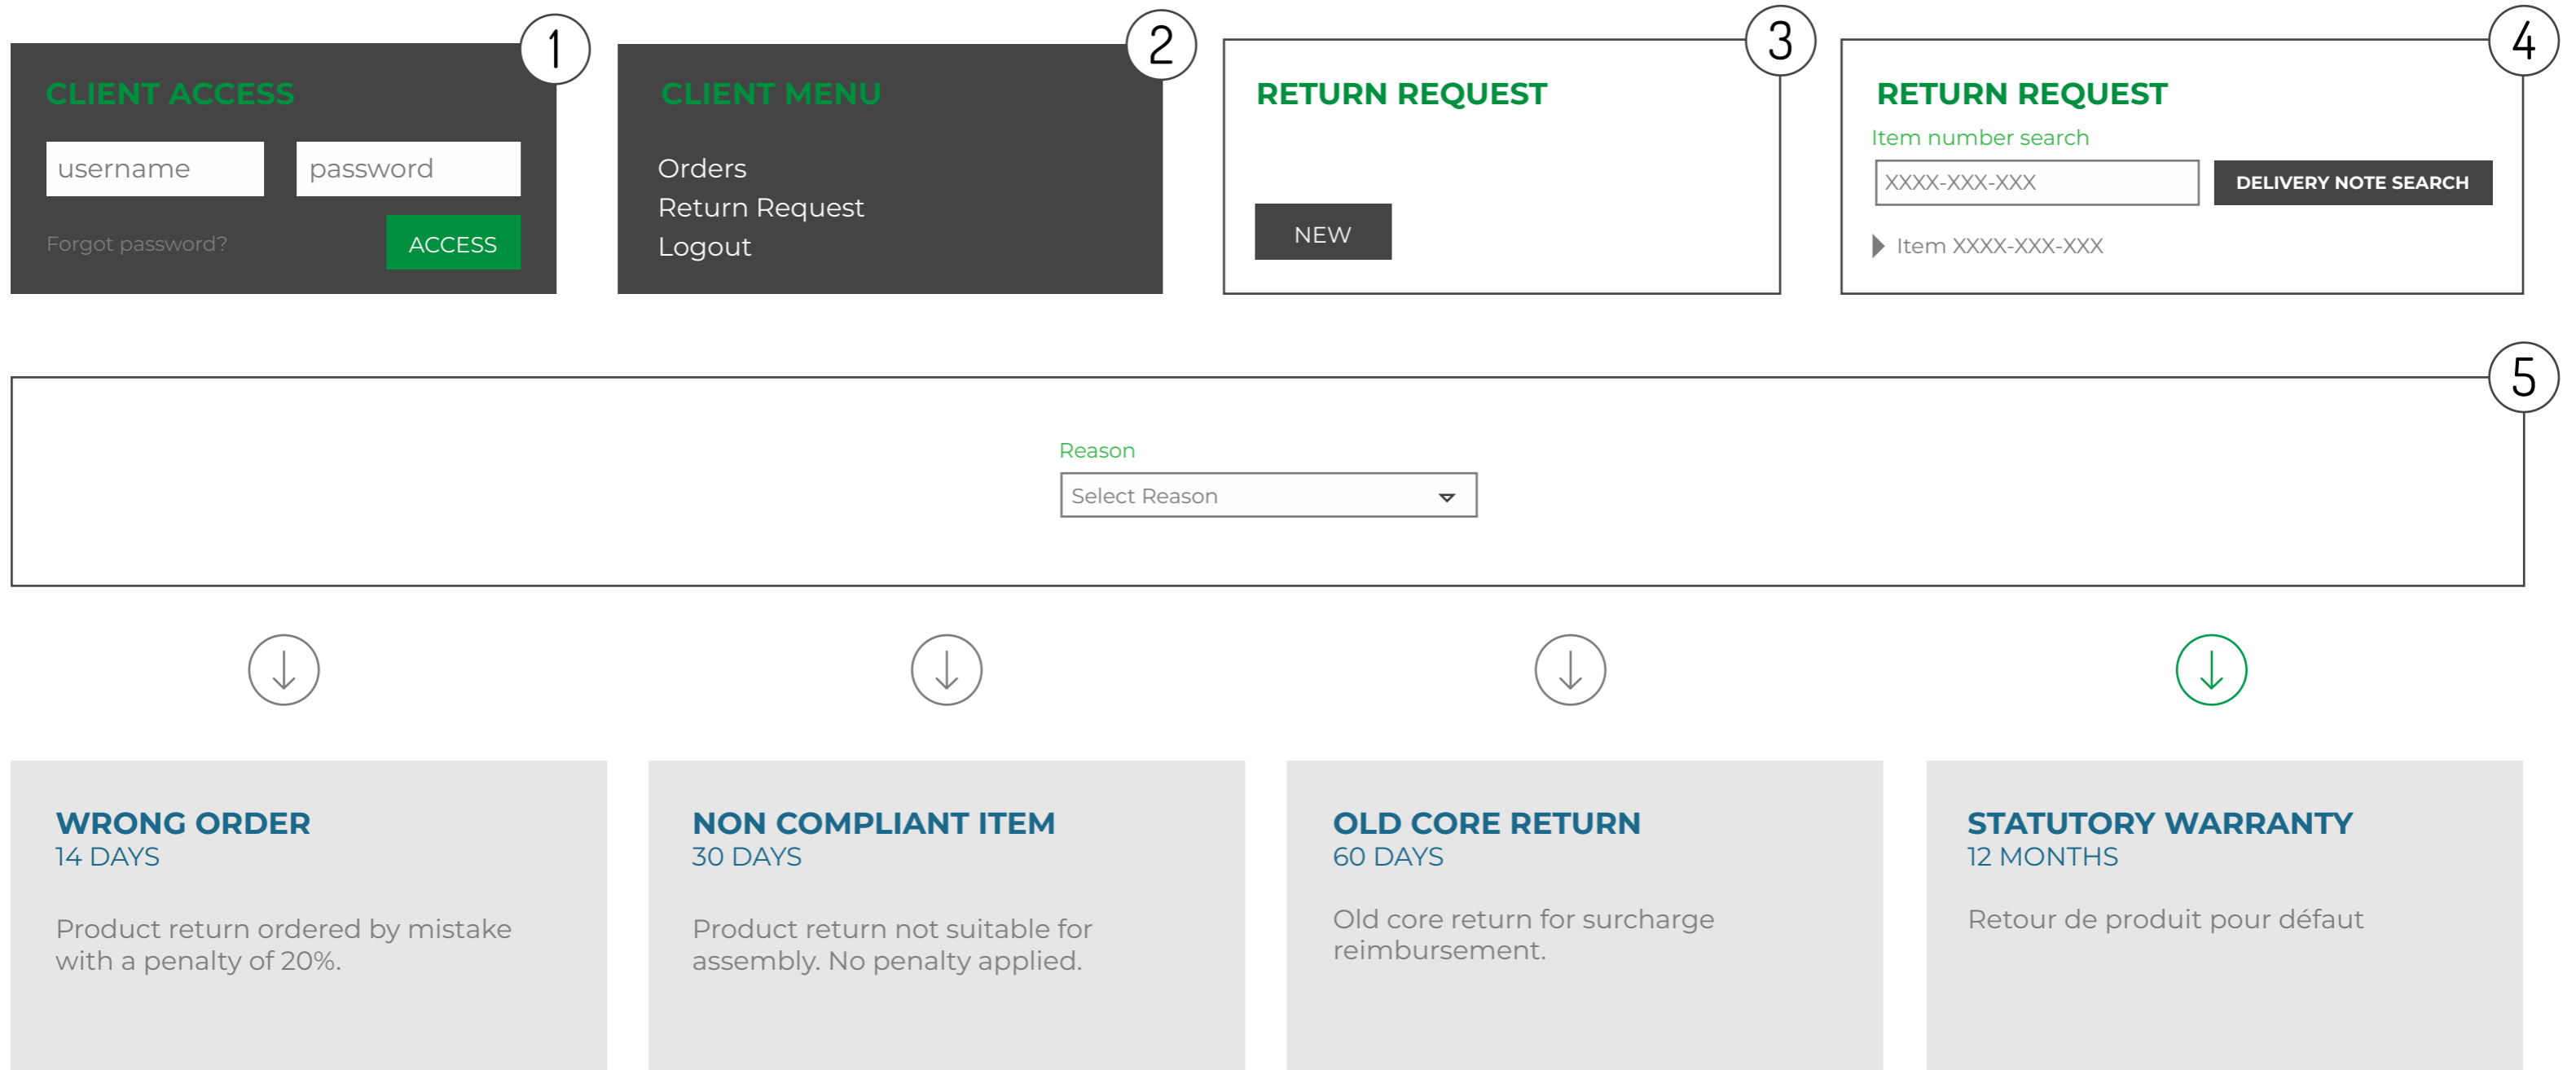 1
CLIENT ACCESS
username
password
Forgot password?
ACCESS
2
CLIENT MENU
Orders
Return Request
Logout
3
RETURN REQUEST
NEW
4
RETURN REQUEST
Item number search
XXXX-XXX-XXX
DELIVERY NOTE SEARCH
Item XXXX-XXX-XXX
5
Reason
Select Reason
WRONG ORDER
14 DAYS
Product return ordered by mistake
with a penalty of 20%.
NON COMPLIANT ITEM
30 DAYS
Product return not suitable for
assembly. No penalty applied.
OLD CORE RETURN
60 DAYS
Old core return for surcharge
reimbursement.
STATUTORY WARRANTY
12 MONTHS
Retour de produit pour défaut